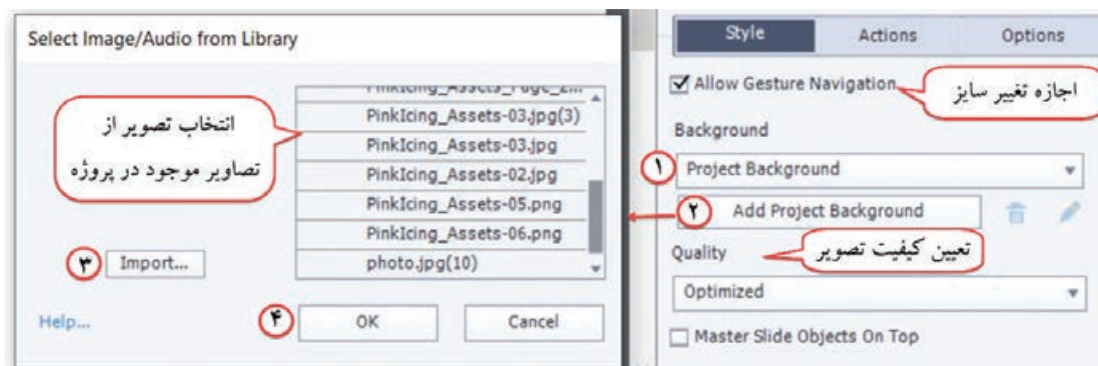 Select Image/Audio from Library
PinkIcing_Assets_Page_2...
PinkIcing_Assets-03.jpg(3)
PinkIcing_Assets-03.jpg
PinkIcing_Assets-02.jpg
PinkIcing_Assets-05.png
PinkIcing_Assets-06.png
photo.jpg(10)
انتخاب تصویر از
تصاویر موجود در پروژه
۳
Import...
Help...
۴
OK
Cancel
Style
Actions
Options
Allow Gesture Navigation
اجازه تغییر سایز
Background
۱
Project Background
۲
Add Project Background
Quality
تعیین کیفیت تصویر
Optimized
Master Slide Objects On Top